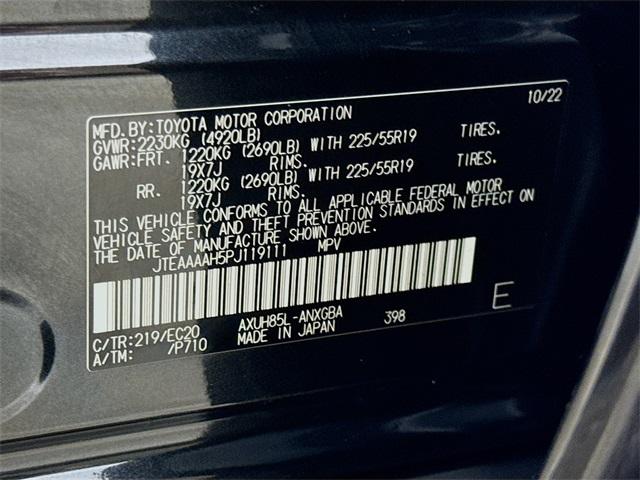 10/22
MFD. BY:TOYOTA MOTOR CORPORATION
GVWR:2230KG (4920LB)
GAWR:FRT. 1220KG (2690LB) WITH 225/55R19 TIRES.
19X7J RIMS.
RR. 1220KG (2690LB) WITH 225/55R19 TIRES.
19X7J RIMS.
THIS VEHICLE CONFORMS TO ALL APPLICABLE FEDERAL MOTOR
VEHICLE SAFETY AND THEFT PREVENTION STANDARDS IN EFFECT ON
THE DATE OF MANUFACTURE SHOWN ABOVE.
JTEAAAAH5PJ119111 MPV
C/TR:219/EC20 AXUH85L-ANXGBA 398 E
A/TM: /P710 MADE IN JAPAN